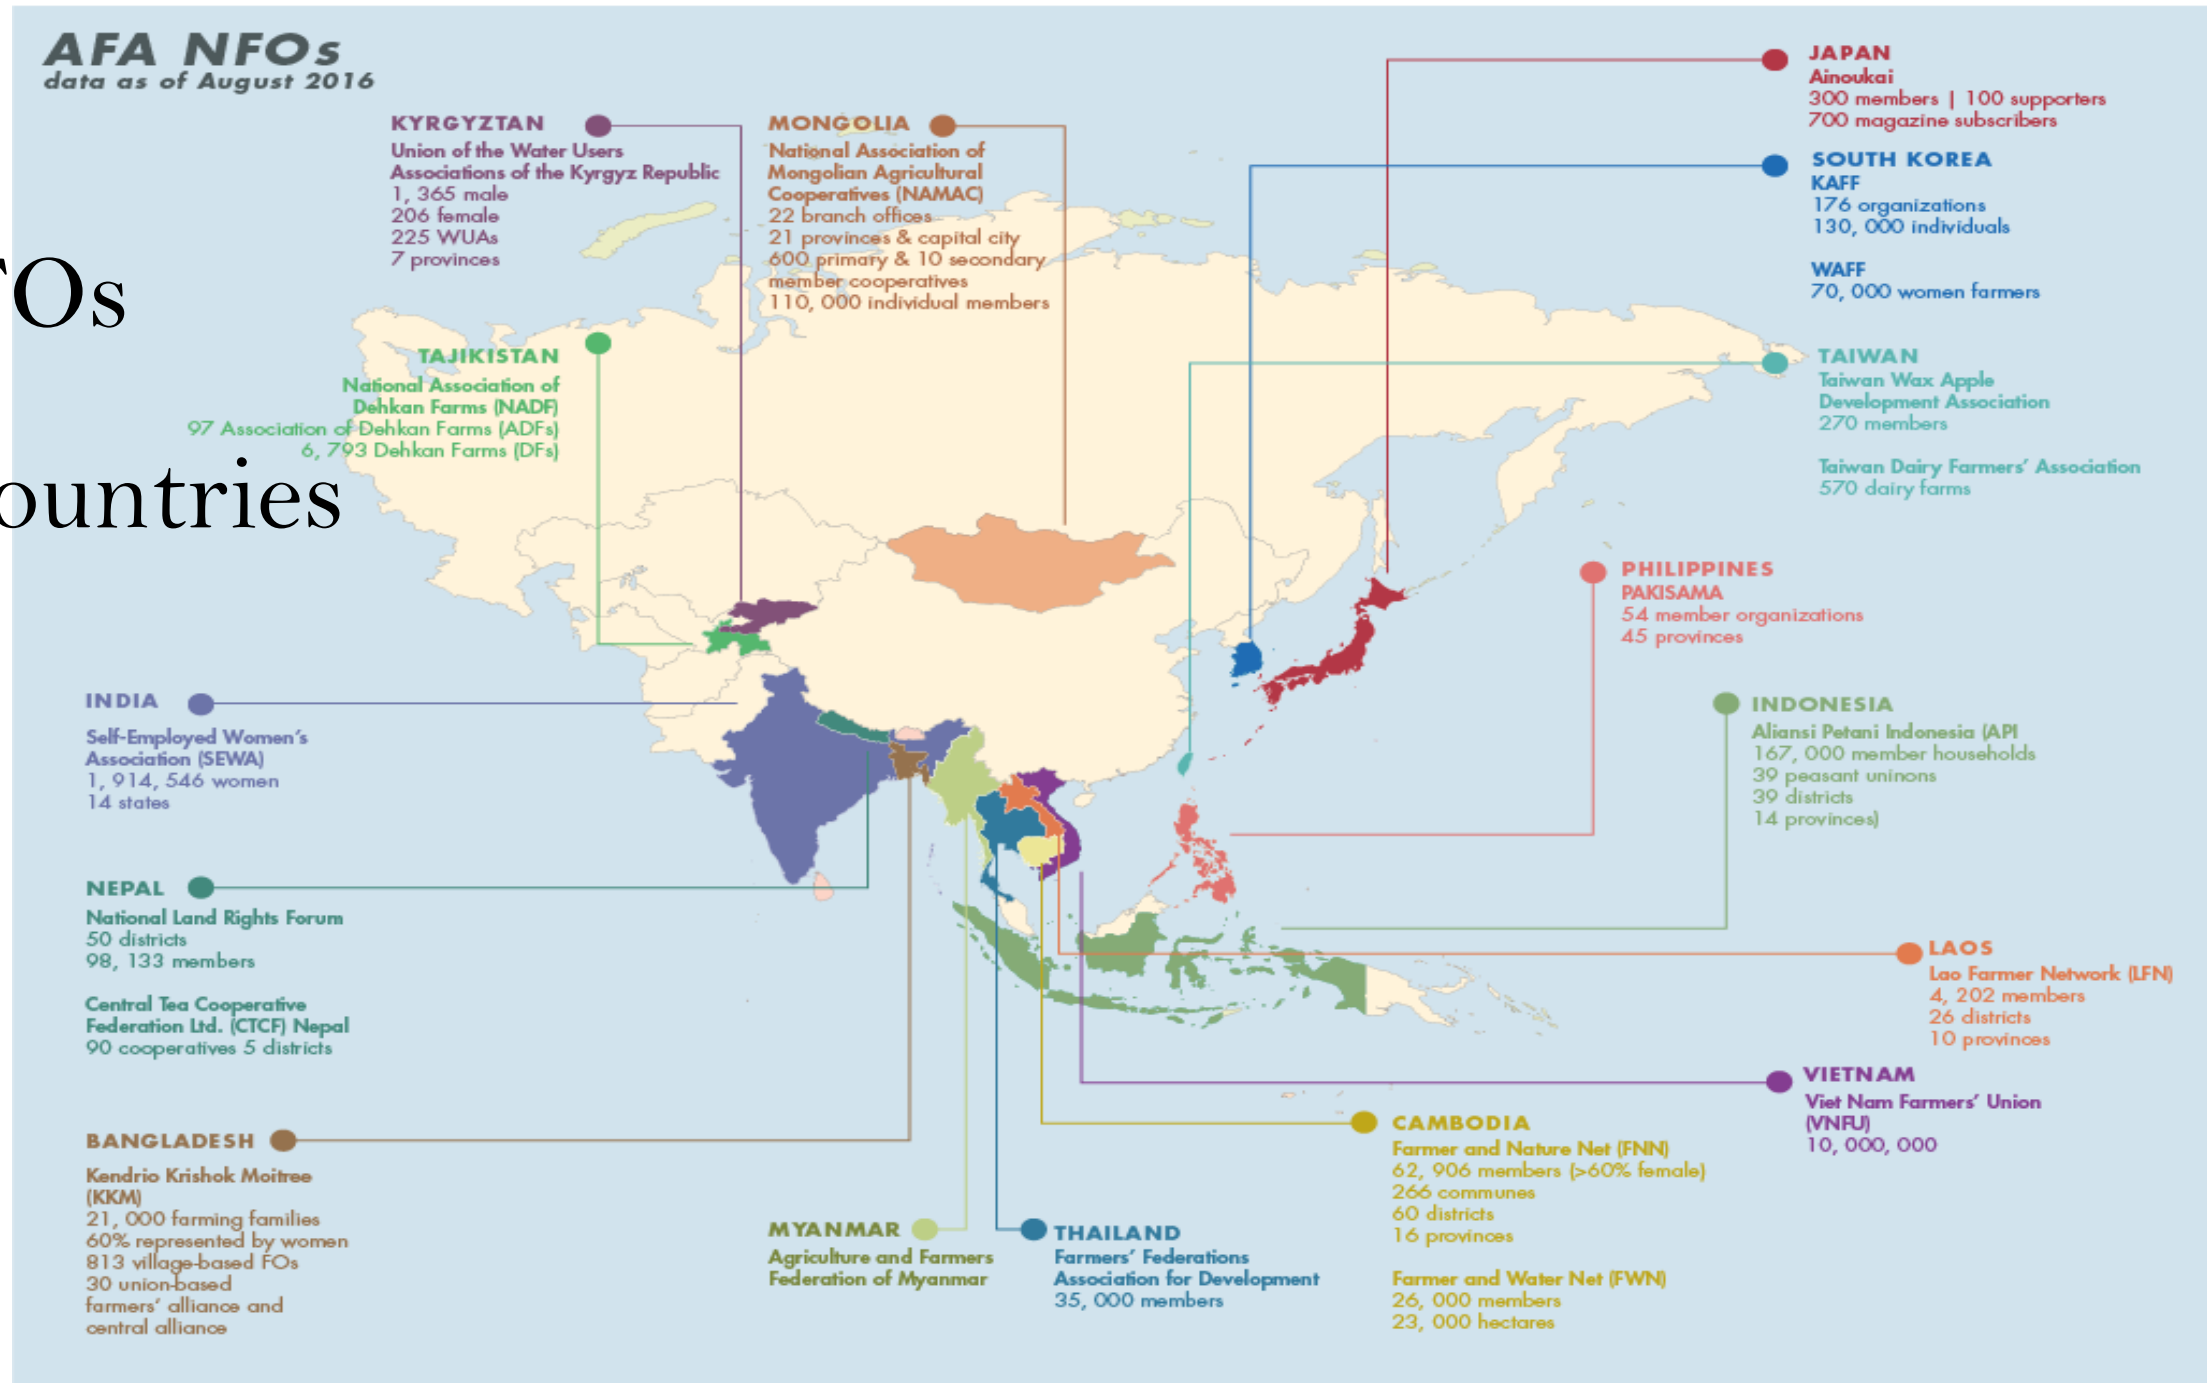 AFA NFOs
data as of August 2016
Os
ountries
KYRGYZTAN
Union of the Water Users
Associations of the Kyrgyz Republic
1, 365 male
206 female
225 WUAs
7 provinces
MONGOLIA
National Association of
Mongolian Agricultural
Cooperatives (NAMAC)
22 branch offices
21 provinces & capital city
600 primary & 10 secondary
member cooperatives
110, 000 individual members
JAPAN
Ainoukai
300 members | 100 supporters
700 magazine subscribers
SOUTH KOREA
KAFF
176 organizations
130, 000 individuals
WAFF
70, 000 women farmers
TAJIKISTAN
National Association of
Dehkan Farms (NADF)
97 Association of Dehkan Farms (ADFs)
6, 793 Dehkan Farms (DFs)
TAIWAN
Taiwan Wax Apple
Development Association
270 members
Taiwan Dairy Farmers' Association
570 dairy farms
PHILIPPINES
PAKISAMA
54 member organizations
45 provinces
INDIA
Self-Employed Women's
Association (SEWA)
1, 914, 546 women
14 states
INDONESIA
Aliansi Petani Indonesia (API
167, 000 member households
39 peasant uninons
39 districts
14 provinces)
NEPAL
National Land Rights Forum
50 districts
98, 133 members
Central Tea Cooperative
Federation Ltd. (CTCF) Nepal
90 cooperatives 5 districts
LAOS
Lao Farmer Network (LFN)
4, 202 members
26 districts
10 provinces
VIETNAM
Viet Nam Farmers' Union
(VNFU)
10, 000, 000
BANGLADESH
Kendrio Krishok Moitree
(KKM)
21, 000 farming families
60% represented by women
813 village-based FOs
30 union-based
farmers' alliance and
central alliance
MYANMAR
Agriculture and Farmers
Federation of Myanmar
THAILAND
Farmers' Federations
Association for Development
35, 000 members
CAMBODIA
Farmer and Nature Net (FNN)
62, 906 members (>60% female)
266 communes
60 districts
16 provinces
Farmer and Water Net (FWN)
26, 000 members
23, 000 hectares